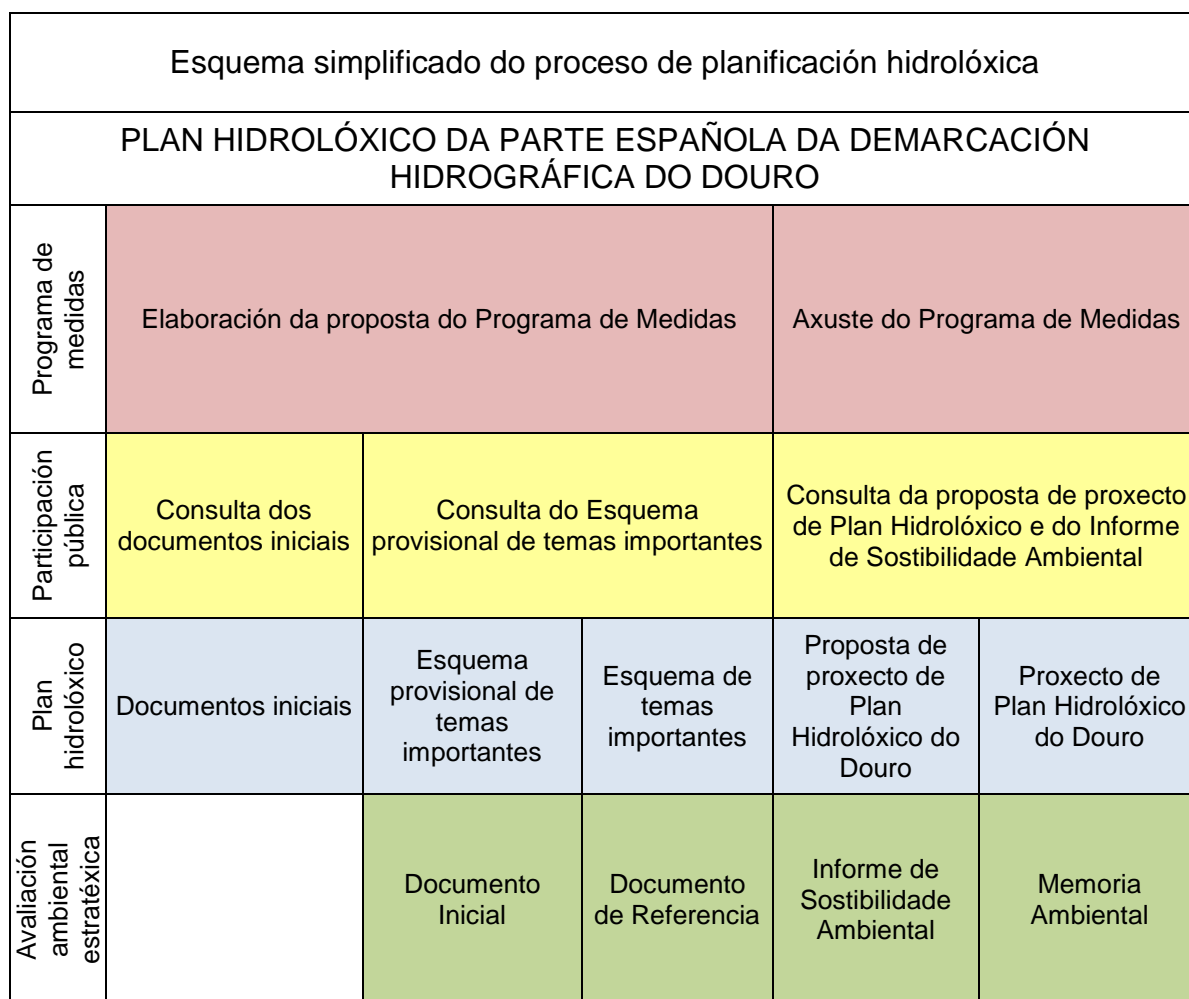 Esquema simplificado do proceso de planificación hidrolóxica
PLAN HIDROLÓXICO DA PARTE ESPAÑOLA DA DEMARCACIÓN
HIDROGRÁFICA DO DOURO
Programa de
medidas
Elaboración da proposta do Programa de Medidas
Axuste do Programa de Medidas
Participación
pública
Consulta dos
documentos iniciais
Consulta do Esquema
provisional de temas importantes
Consulta da proposta de proxecto
de Plan Hidrolóxico e do Informe
de Sostibilidade Ambiental
Plan
hidrolóxico
Documentos iniciais
Esquema
provisional de
temas
importantes
Esquema de
temas
importantes
Proposta de
proxecto de
Plan
Hidrolóxico do
Douro
Proxecto de
Plan Hidrolóxico
do Douro
Avaliación
ambiental
estratéxica
Documento
Inicial
Documento
de Referencia
Informe de
Sostibilidade
Ambiental
Memoria
Ambiental